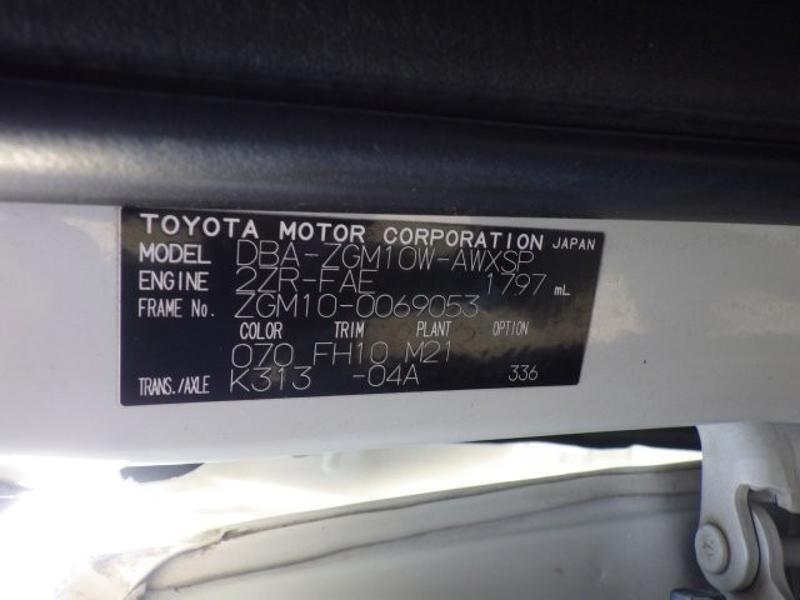 TOYOTA MOTOR CORPORATION JAPAN
MODEL DBA-ZGM10W-AWXSP
ENGINE 2ZR-FAE 1797 mL
FRAME No. ZGM10-0069053
COLOR TRIM PLANT OPTION
070 FH10 M21
TRANS./AXLE K313 -04A 336